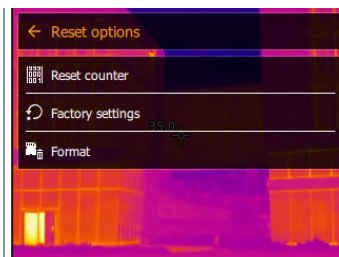 Reset options
Reset counter
Factory settings
35.0
Format